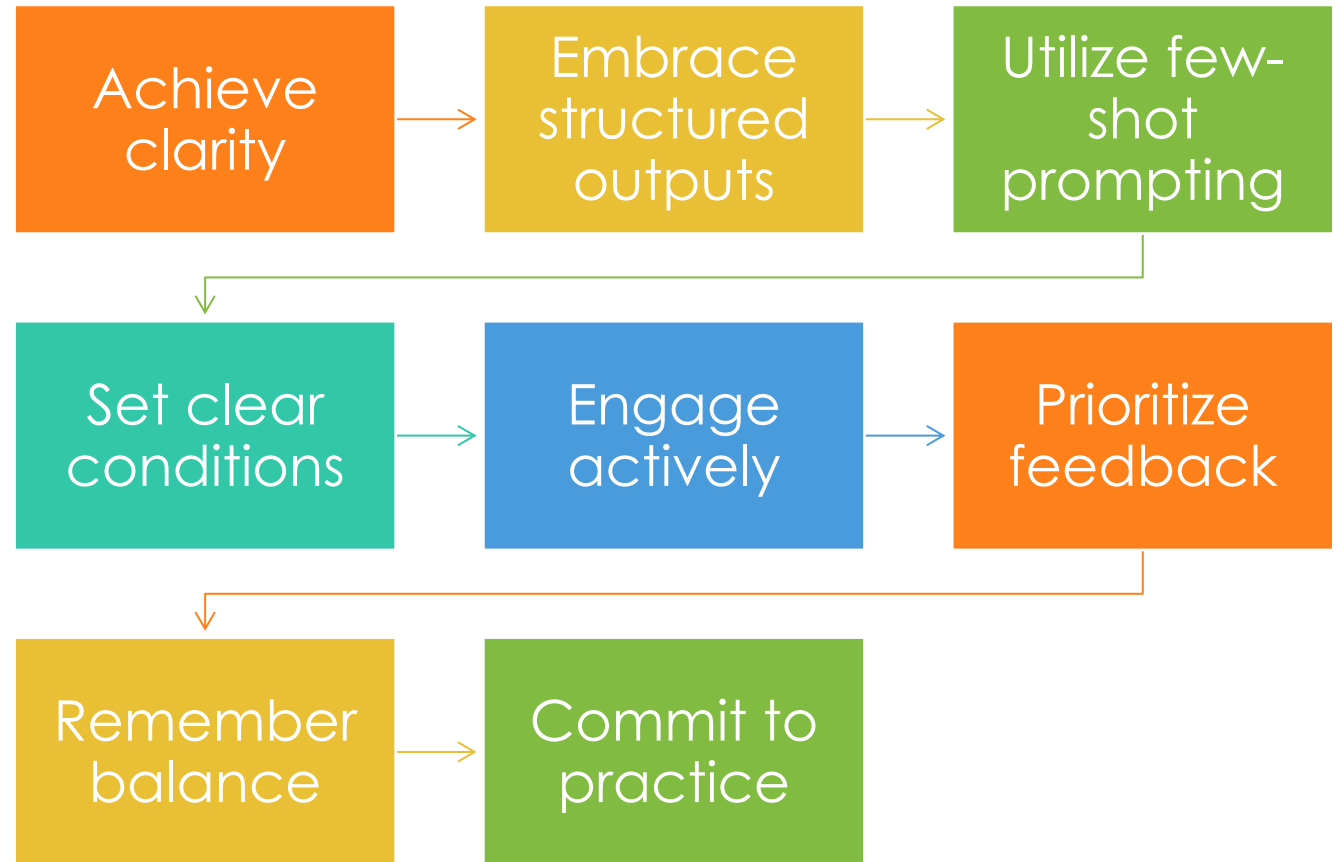 Achieve
clarity
Embrace
structured
outputs
Utilize few-
shot
prompting
Set clear
conditions
Engage
actively
Prioritize
feedback
Remember
balance
Commit to
practice